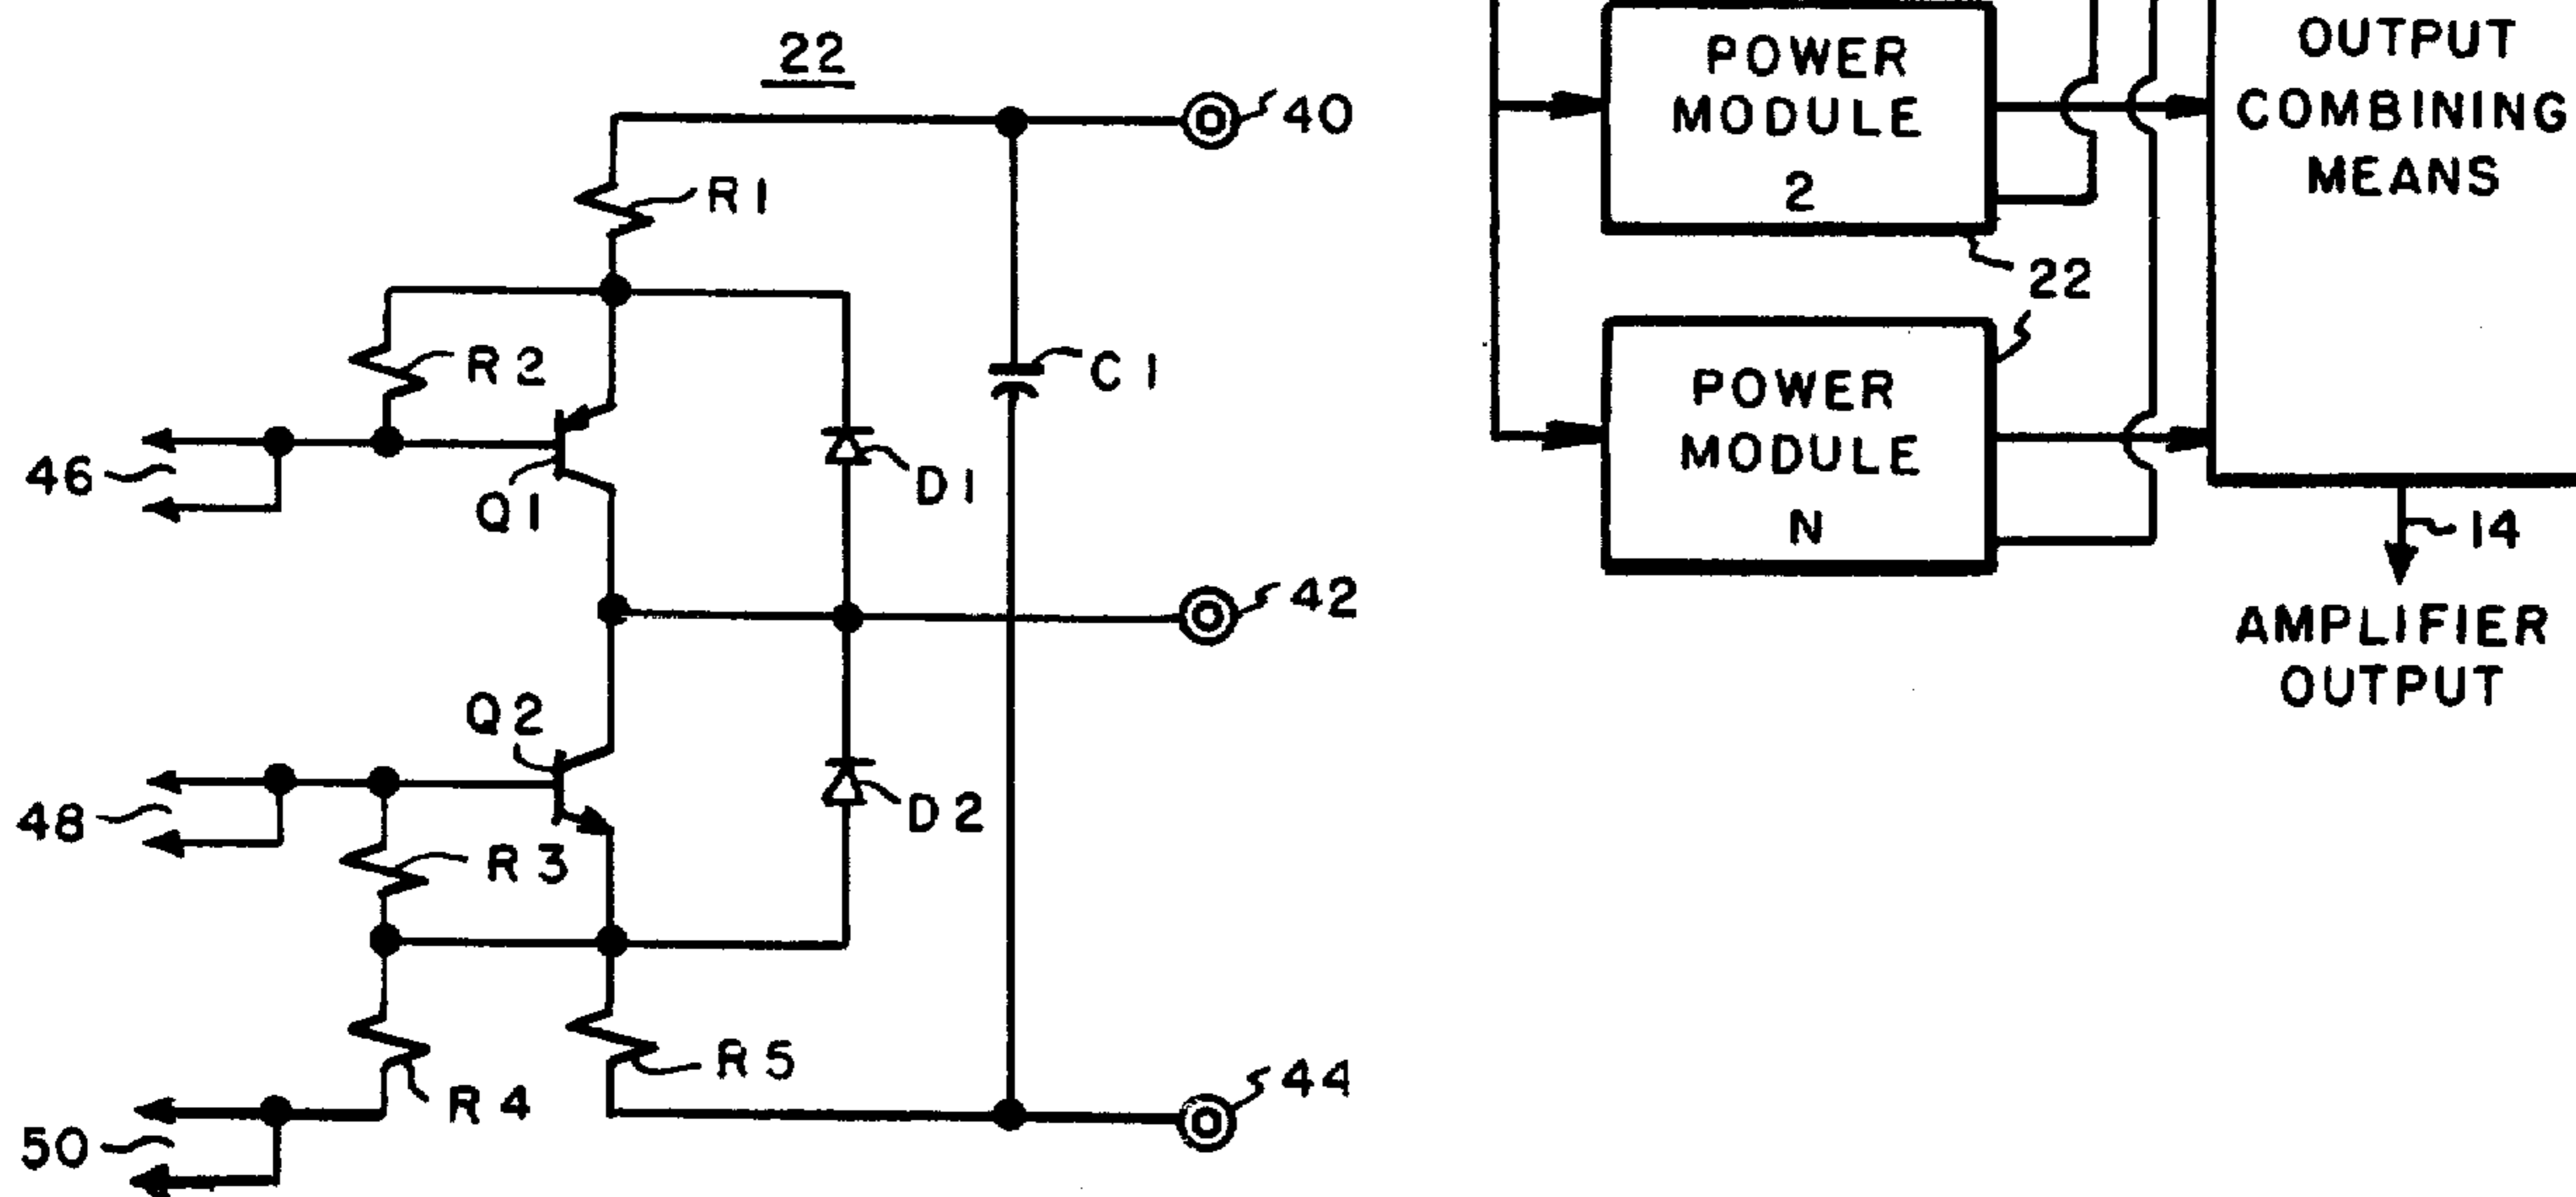 22
40
R1
R2
C1
46
Q1
D1
42
Q2
48
D2
R3
R5
44
R4
50
POWER
MODULE
2
22
POWER
MODULE
N
OUTPUT
COMBINING
MEANS
14
AMPLIFIER
OUTPUT